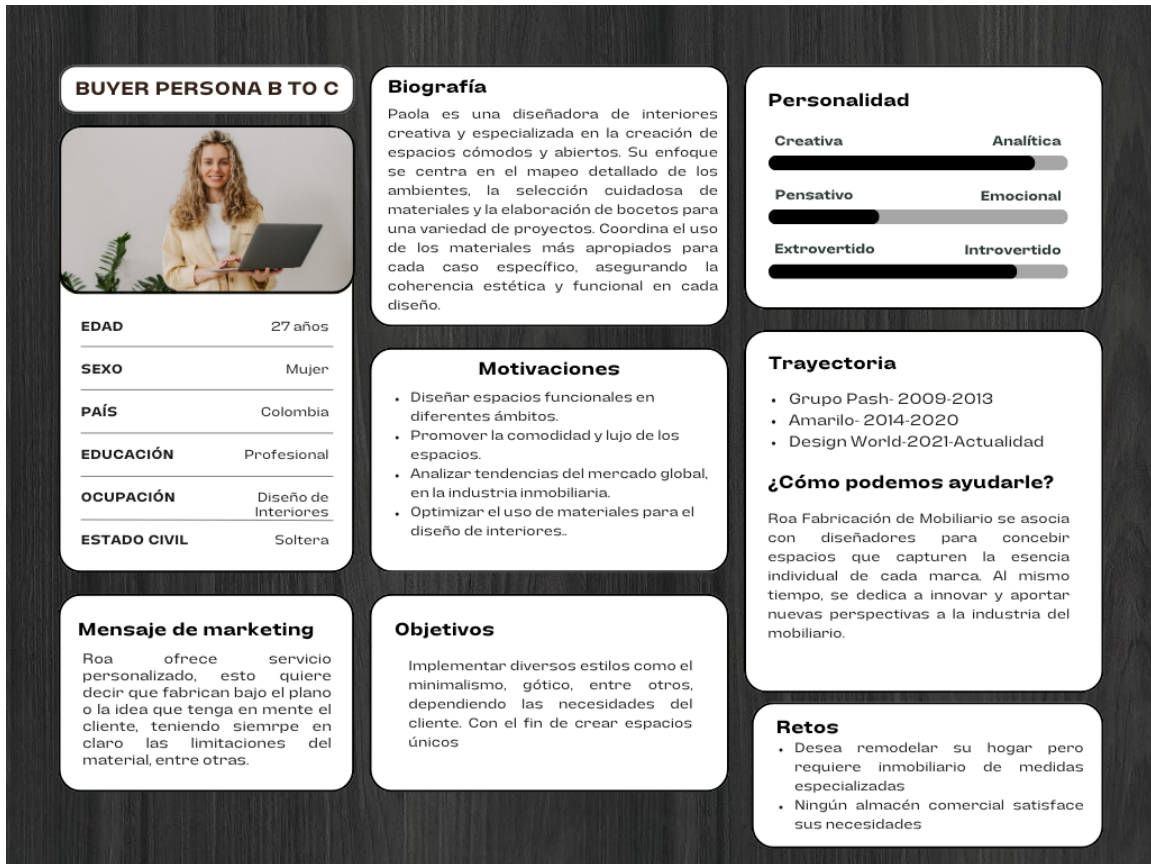 BUYER PERSONA B TO C
EDAD 27 años
SEXO Mujer
PAÍS Colombia
EDUCACIÓN Profesional
OCUPACIÓN Diseño de
Interiores
ESTADO CIVIL Soltera
Mensaje de marketing
Roa ofrece servicio
personalizado, esto quiere
decir que fabrican bajo el plano
o la idea que tenga en mente el
cliente, teniendo siemrpe en
claro las limitaciones del
material, entre otras.
Biografía
Paola es una diseñadora de interiores
creativa y especializada en la creación de
espacios cómodos y abiertos. Su enfoque
se centra en el mapeo detallado de los
ambientes, la selección cuidadosa de
materiales y la elaboración de bocetos para
una variedad de proyectos. Coordina el uso
de los materiales más apropiados para
cada caso específico, asegurando la
coherencia estética y funcional en cada
diseño.
Motivaciones
• Diseñar espacios funcionales en
diferentes ámbitos.
• Promover la comodidad y lujo de los
espacios.
• Analizar tendencias del mercado global,
en la industria inmobiliaria.
• Optimizar el uso de materiales para el
diseño de interiores..
Objetivos
Implementar diversos estilos como el
minimalismo, gótico, entre otros,
dependiendo las necesidades del
cliente. Con el fin de crear espacios
únicos
Personalidad
Creativa Analítica
Pensativo Emocional
Extrovertido Introvertido
Trayectoria
• Grupo Pash- 2009-2013
• Amarilo- 2014-2020
• Design World-2021-Actualidad
¿Cómo podemos ayudarle?
Roa Fabricación de Mobiliario se asocia
con diseñadores para concebir
espacios que capturen la esencia
individual de cada marca. Al mismo
tiempo, se dedica a innovar y aportar
nuevas perspectivas a la industria del
mobiliario.
Retos
• Desea remodelar su hogar pero
requiere inmobiliario de medidas
especializadas
• Ningún almacén comercial satisface
sus necesidades